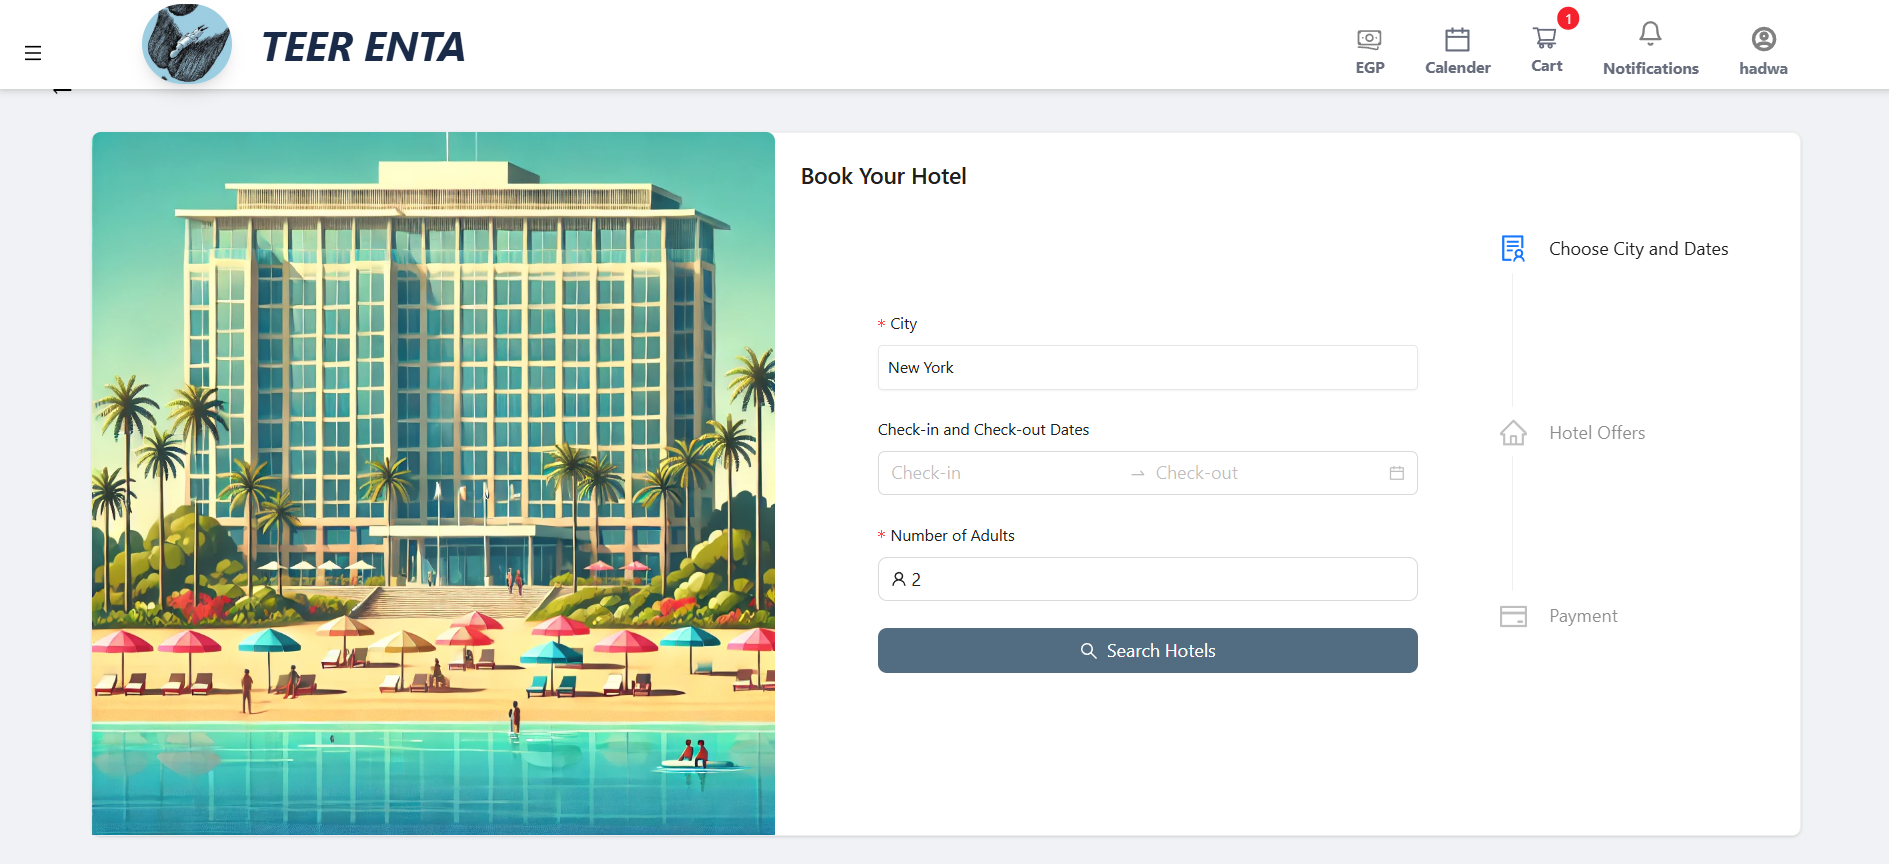 TEER ENTA
EGP
Calender
1
Cart
Notifications
hadwa
Book Your Hotel
Choose City and Dates
* City
New York
Check-in and Check-out Dates
Check-in → Check-out
Hotel Offers
* Number of Adults
2
Payment
Search Hotels